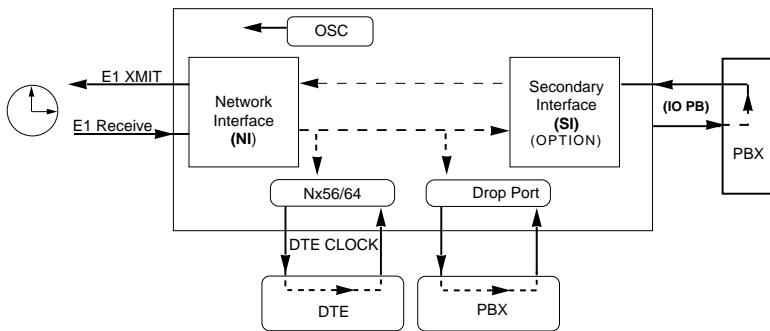 OSC
E1 XMIT
E1 Receive
Network
Interface
(NI)
Secondary
Interface
(SI)
(OPTION)
(IO PB)
PBX
Nx56/64
Drop Port
DTE CLOCK
DTE
PBX